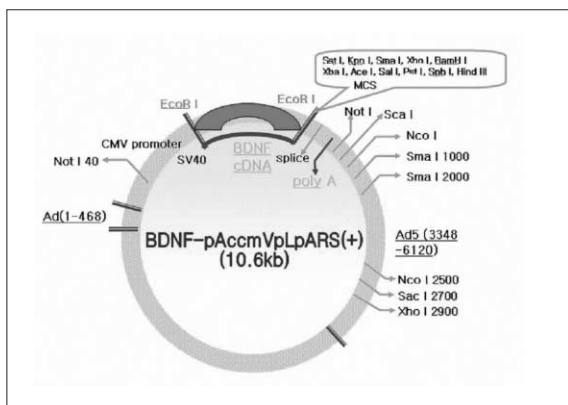 Sst I, Kpn I, Sma I, Xho I, BamH I
Xba I, Ace I, Sal I, Pst I, Sph I, Hind III
MCS
EcoR I
EcoR I
Not I
Sca I
Nco I
Sma I 1000
Sma I 2000
CMV promoter
Not I 40
SV40
BDNF
cDNA
splice
poly A
Ad(1-468)
BDNF-pAccmVpLpARS(+)
(10.6kb)
Ad5 (3348
-6120)
Nco I 2500
Sac I 2700
Xho I 2900